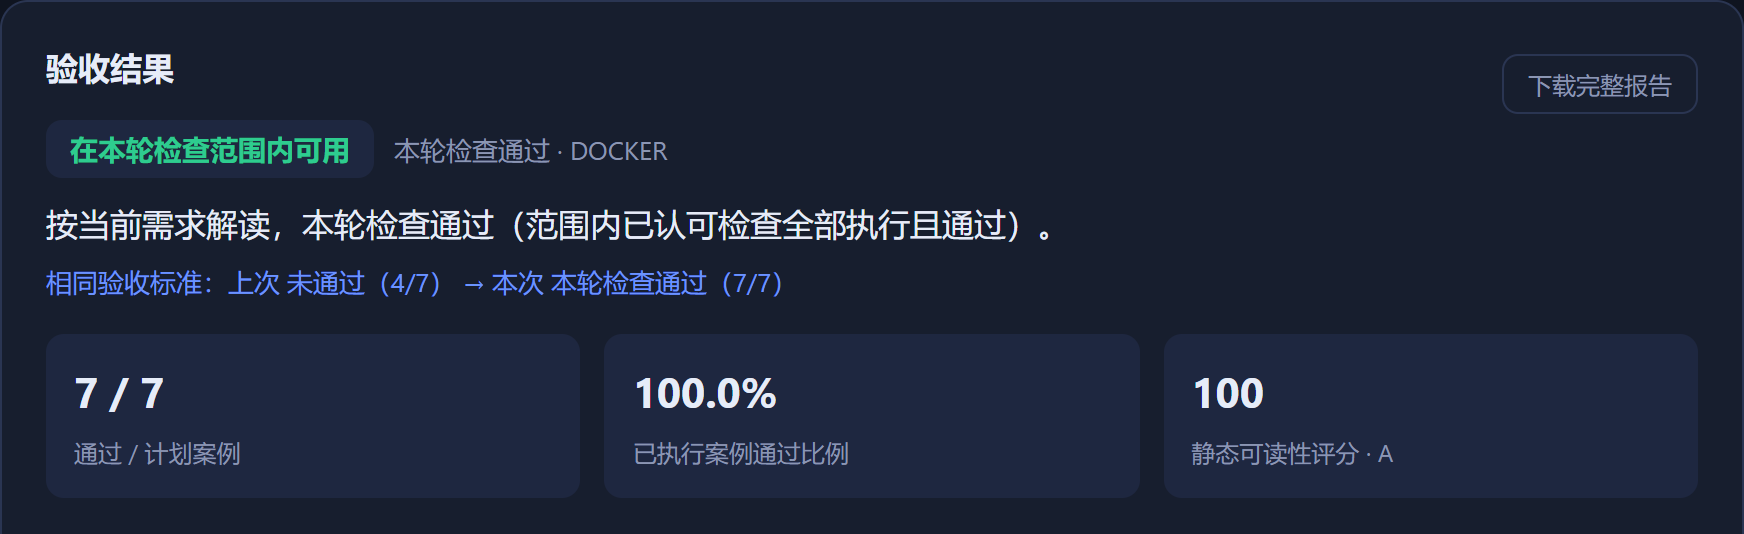 验收结果
下载完整报告
在本轮检查范围内可用 本轮检查通过 · DOCKER
按当前需求解读，本轮检查通过（范围内已认可检查全部执行且通过）。
相同验收标准：上次 未通过（4/7） → 本次 本轮检查通过（7/7）
7 / 7
通过 / 计划案例
100.0%
已执行案例通过比例
100
静态可读性评分 · A